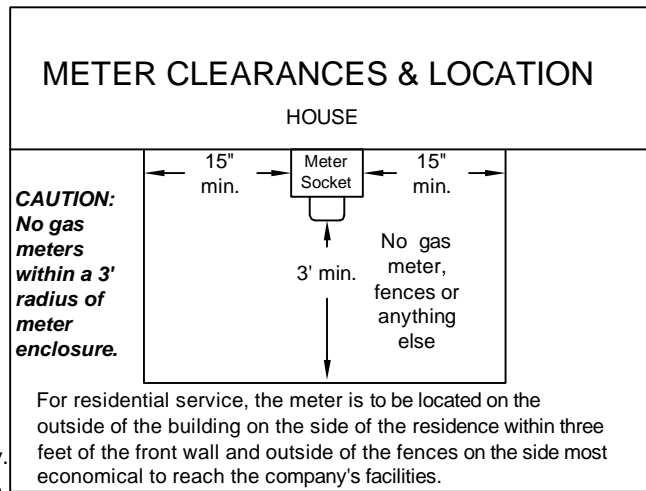 METER CLEARANCES & LOCATION
HOUSE
15"
min.
Meter
Socket
15"
min.
CAUTION:
No gas
meters
within a 3'
radius of
meter
enclosure.
3' min.
No gas
meter,
fences or
anything
else
For residential service, the meter is to be located on the
outside of the building on the side of the residence within three
feet of the front wall and outside of the fences on the side most
economical to reach the company's facilities.